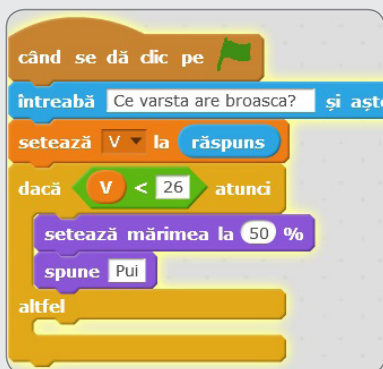 când se dă clic pe
întreabă Ce varsta are broasca? și aşt
setează V la răspuns
dacă V < 26 atunci
setează mărimea la 50 %
spune Pui
altfel